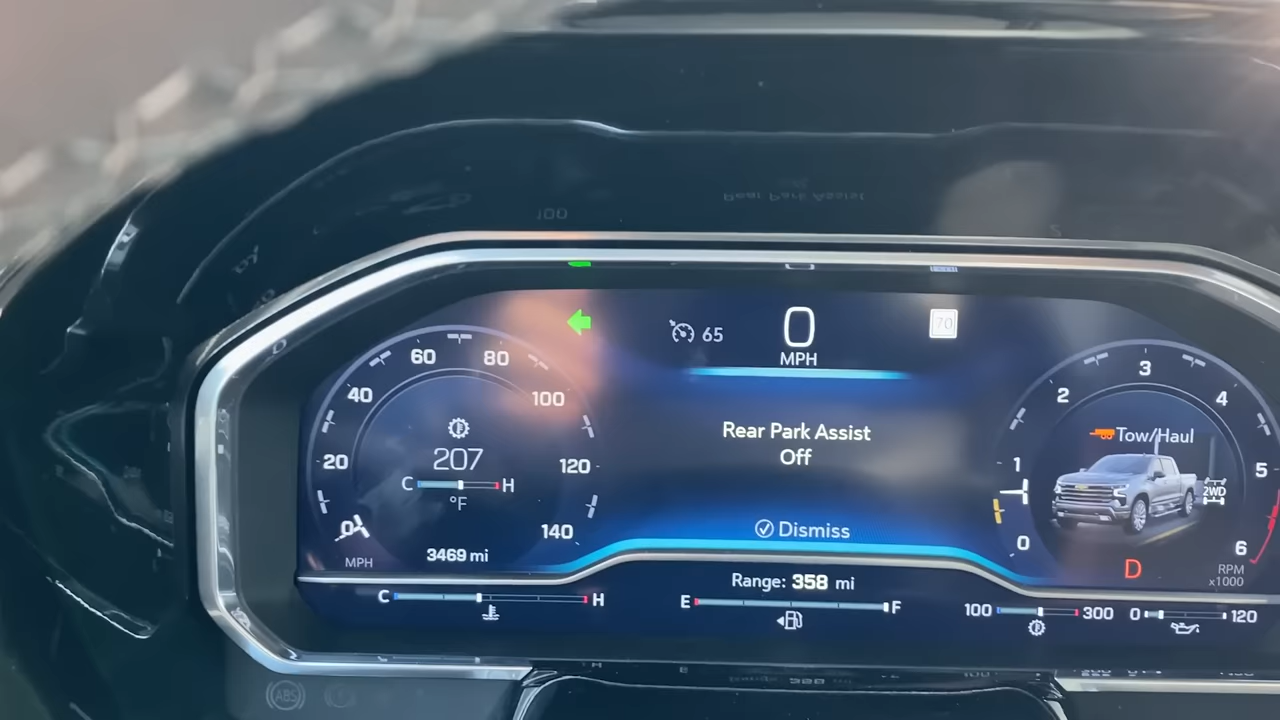 65
0
MPH
70
0
20
40
60
80
100
120
140
MPH
207
C H
°F
3469 mi
Rear Park Assist
Off
Dismiss
0
1
2
3
4
5
6
RPM
x1000
Tow/Haul
2WD
D
C H
Range: 358 mi
E F
100 300
0 120
ABS